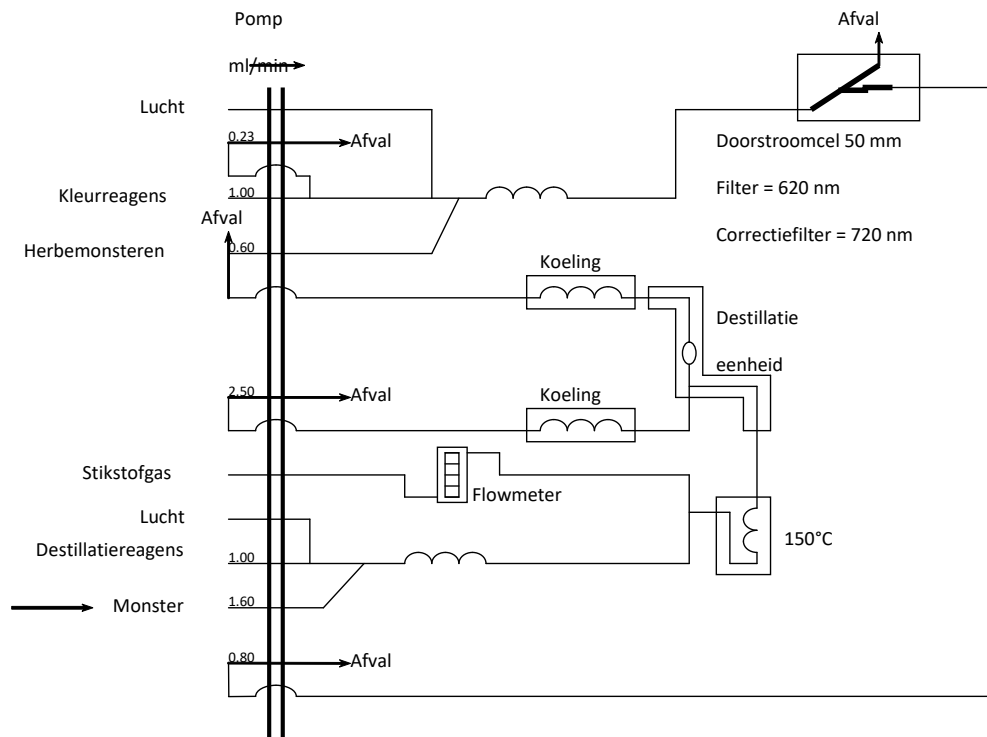 Pomp
Afval
ml/min
Lucht
0,23
Afval
Doorstroomcel 50 mm
Kleurreagens
1,00
Filter = 620 nm
Afval
Herbemonsteren
0,60
Correctiefilter = 720 nm
Koeling
Destillatie
eenheid
2,50
Afval
Koeling
Stikstofgas
Flowmeter
Lucht
150°C
Destillatiereagens
1,00
Monster
1,60
0,80
Afval